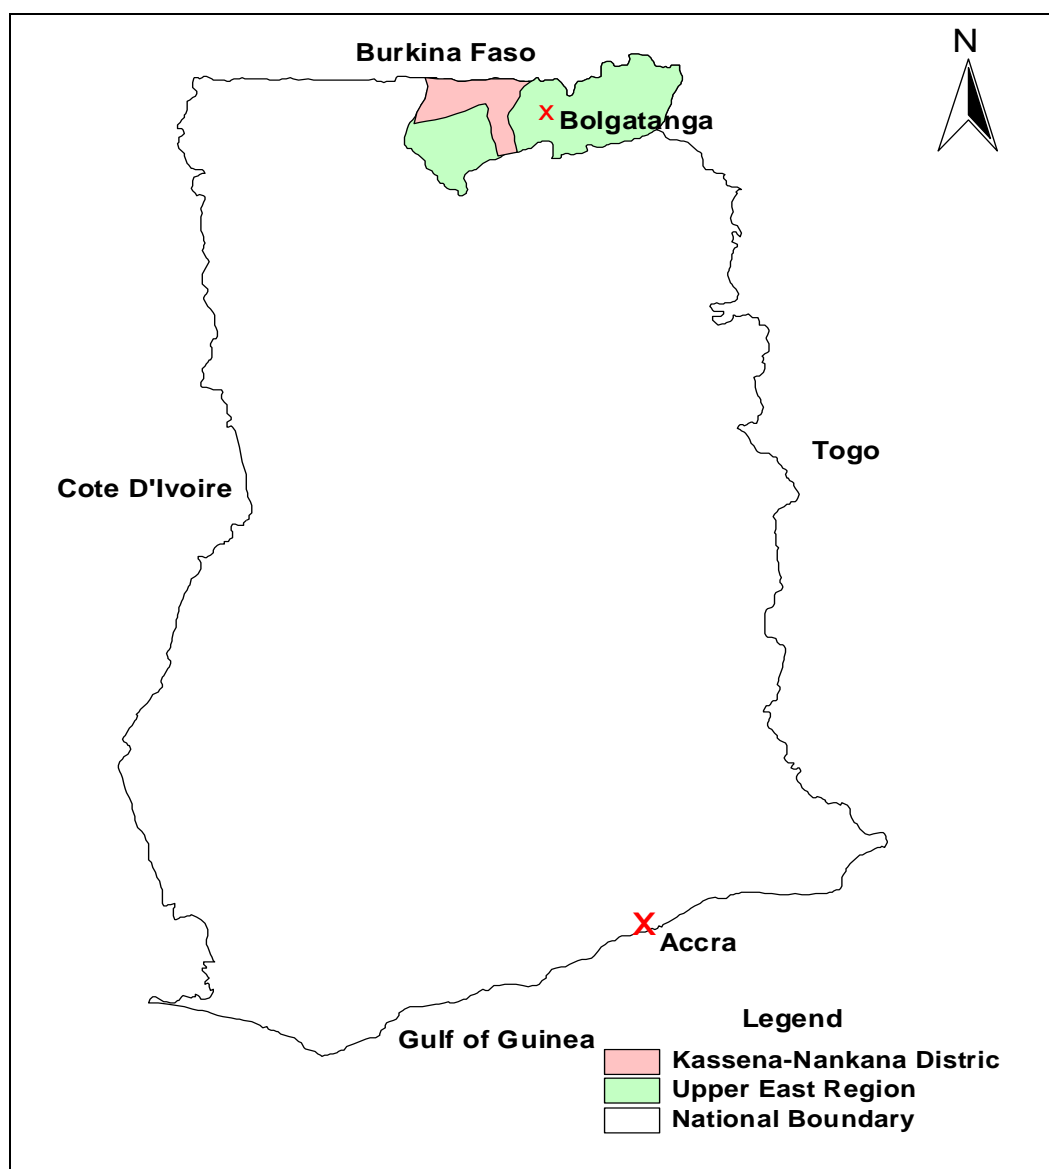 Burkina Faso
N
x Bolgatanga
Togo
Cote D'Ivoire
X
Accra
Gulf of Guinea
Legend
Kassena-Nankana Distric
Upper East Region
National Boundary